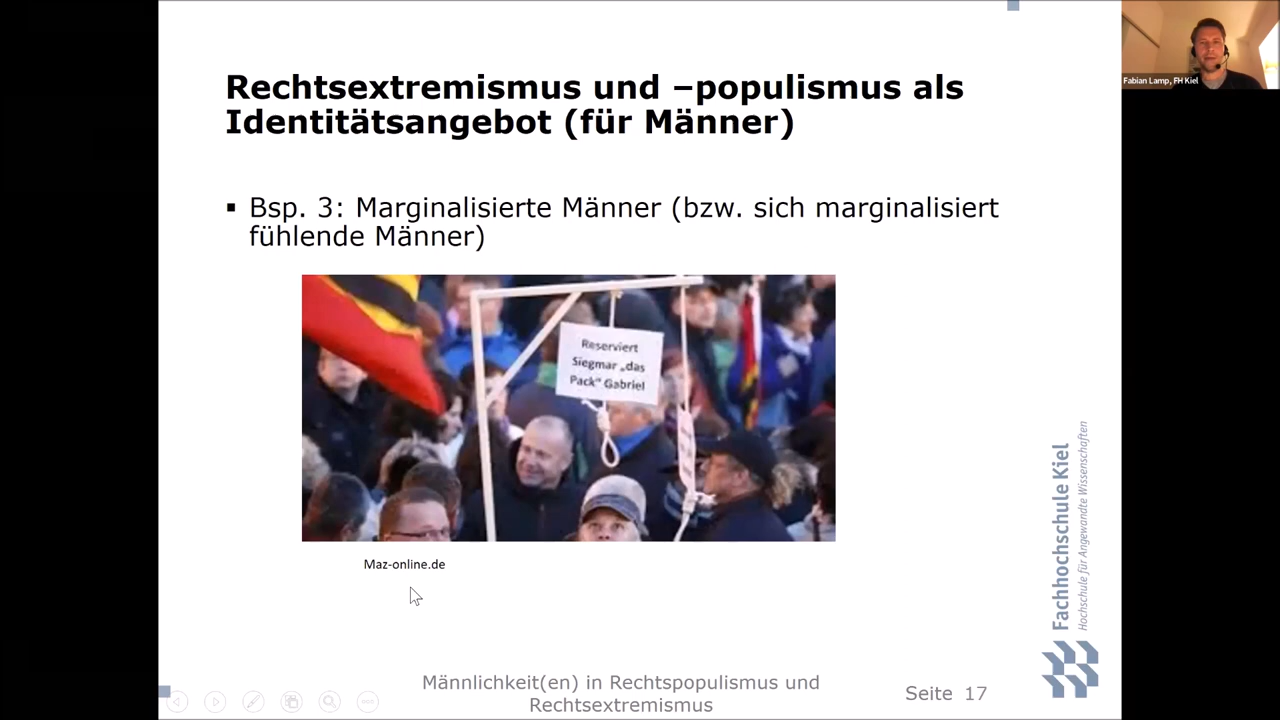 Rechtsextremismus und –populismus als
Identitätsangebot (für Männer)
Bsp. 3: Marginalisierte Männer (bzw. sich marginalisiert
fühlende Männer)
Reserviert
Siegmar „das
Pack“ Gabriel
Maz-online.de
Männlichkeit(en) in Rechtspopulismus und
Rechtsextremismus
Seite 17
Fachhochschule Kiel
Hochschule für Angewandte Wissenschaften
Fabian Lamp, FH Kiel